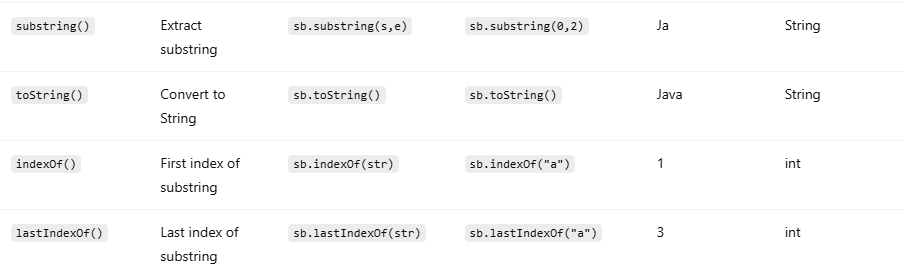 substring() Extract substring sb.substring(s,e) sb.substring(0,2) Ja String
toString() Convert to String sb.toString() sb.toString() Java String
indexOf() First index of substring sb.indexOf(str) sb.indexOf("a") 1 int
lastIndexOf() Last index of substring sb.lastIndexOf(str) sb.lastIndexOf("a") 3 int